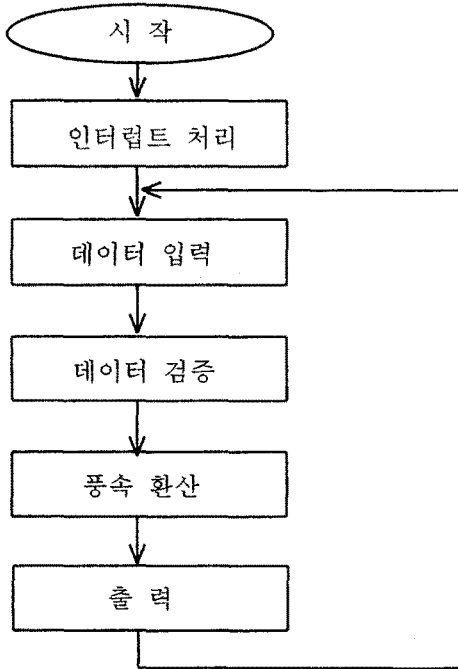 시 작
인터럽트 처리
데이터 입력
데이터 검증
풍속 환산
출 력